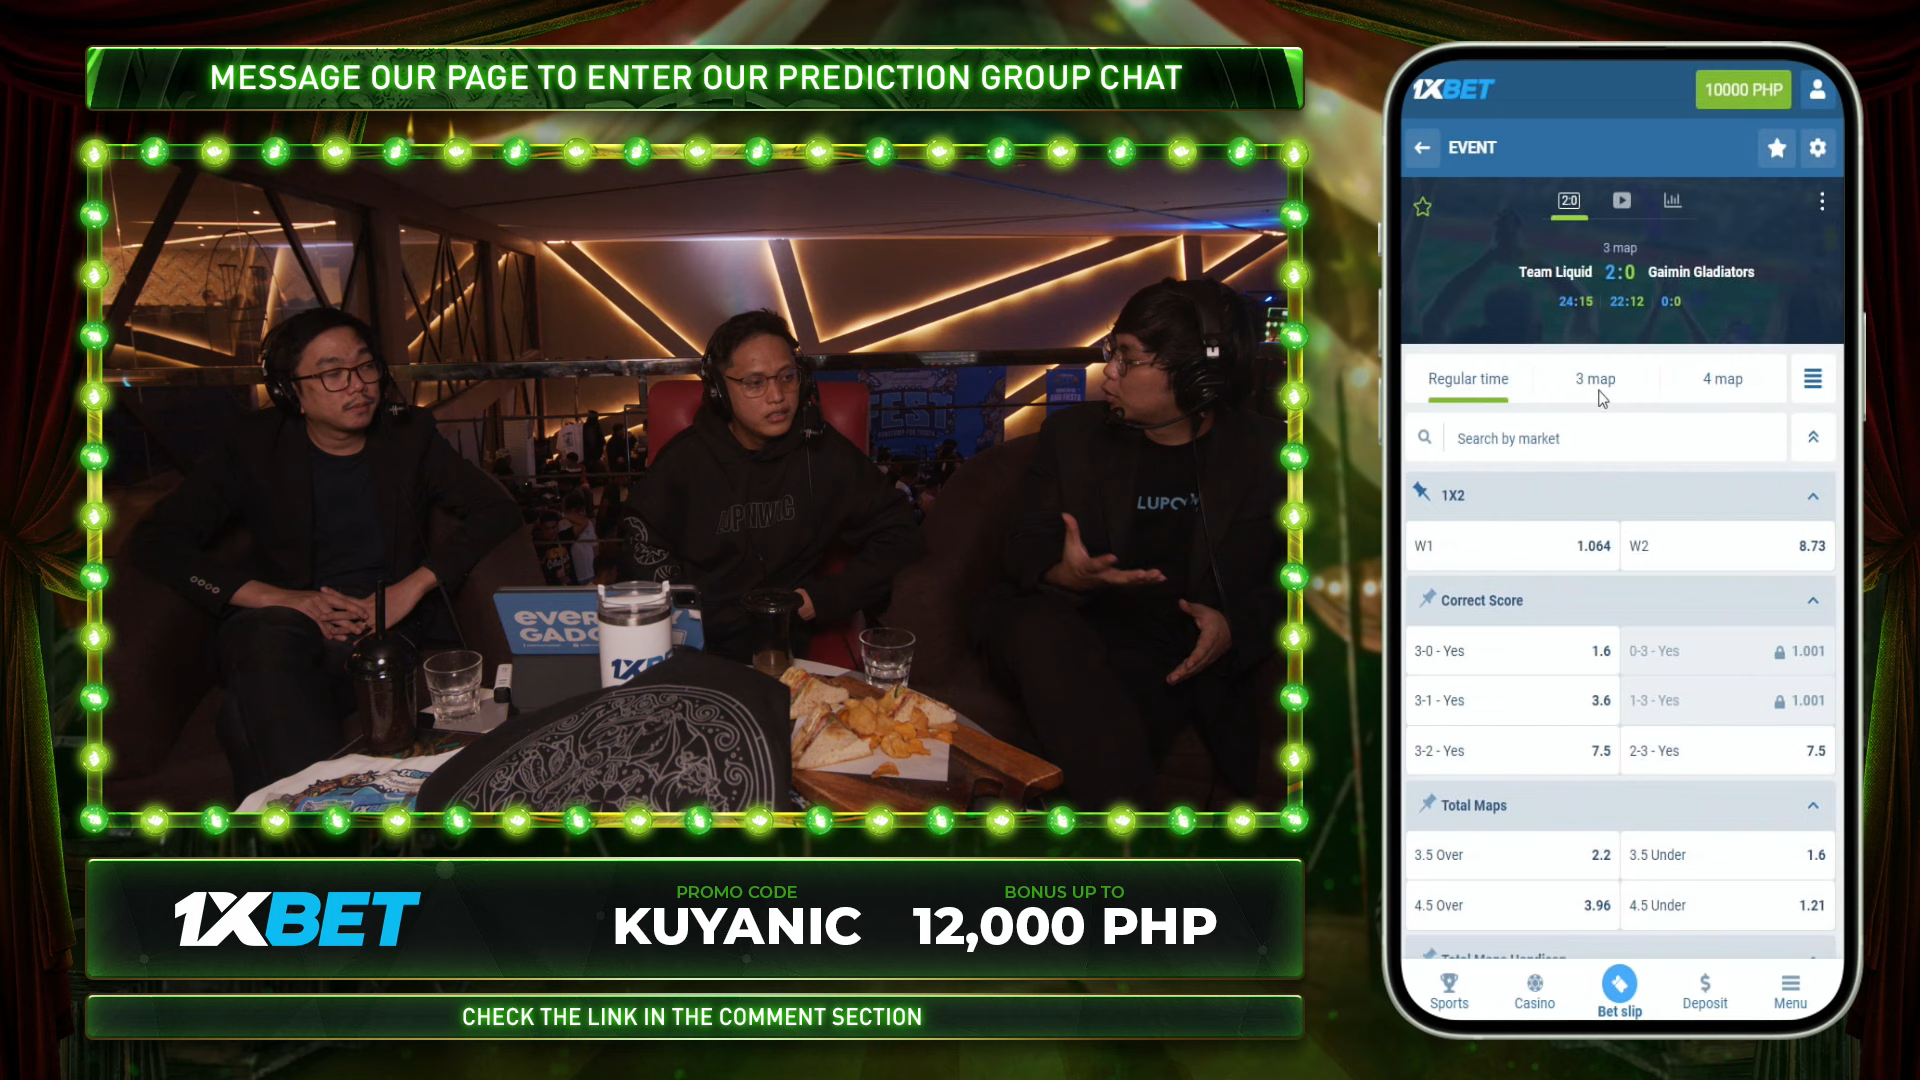 MESSAGE OUR PAGE TO ENTER OUR PREDICTION GROUP CHAT
FEST
LUPO
1XBET
PROMO CODE
KUYANIC
BONUS UP TO
12,000 PHP
CHECK THE LINK IN THE COMMENT SECTION
1XBET
10000 PHP
EVENT
2:0
3 map
Team Liquid 2:0 Gaimin Gladiators
24:15 22:12 0:0
Regular time 3 map 4 map
Search by market
1X2
W1 1.064 W2 8.73
Correct Score
3-0 - Yes 1.6 0-3 - Yes 1.001
3-1 - Yes 3.6 1-3 - Yes 1.001
3-2 - Yes 7.5 2-3 - Yes 7.5
Total Maps
3.5 Over 2.2 3.5 Under 1.6
4.5 Over 3.96 4.5 Under 1.21
Sports Casino Bet slip Deposit Menu